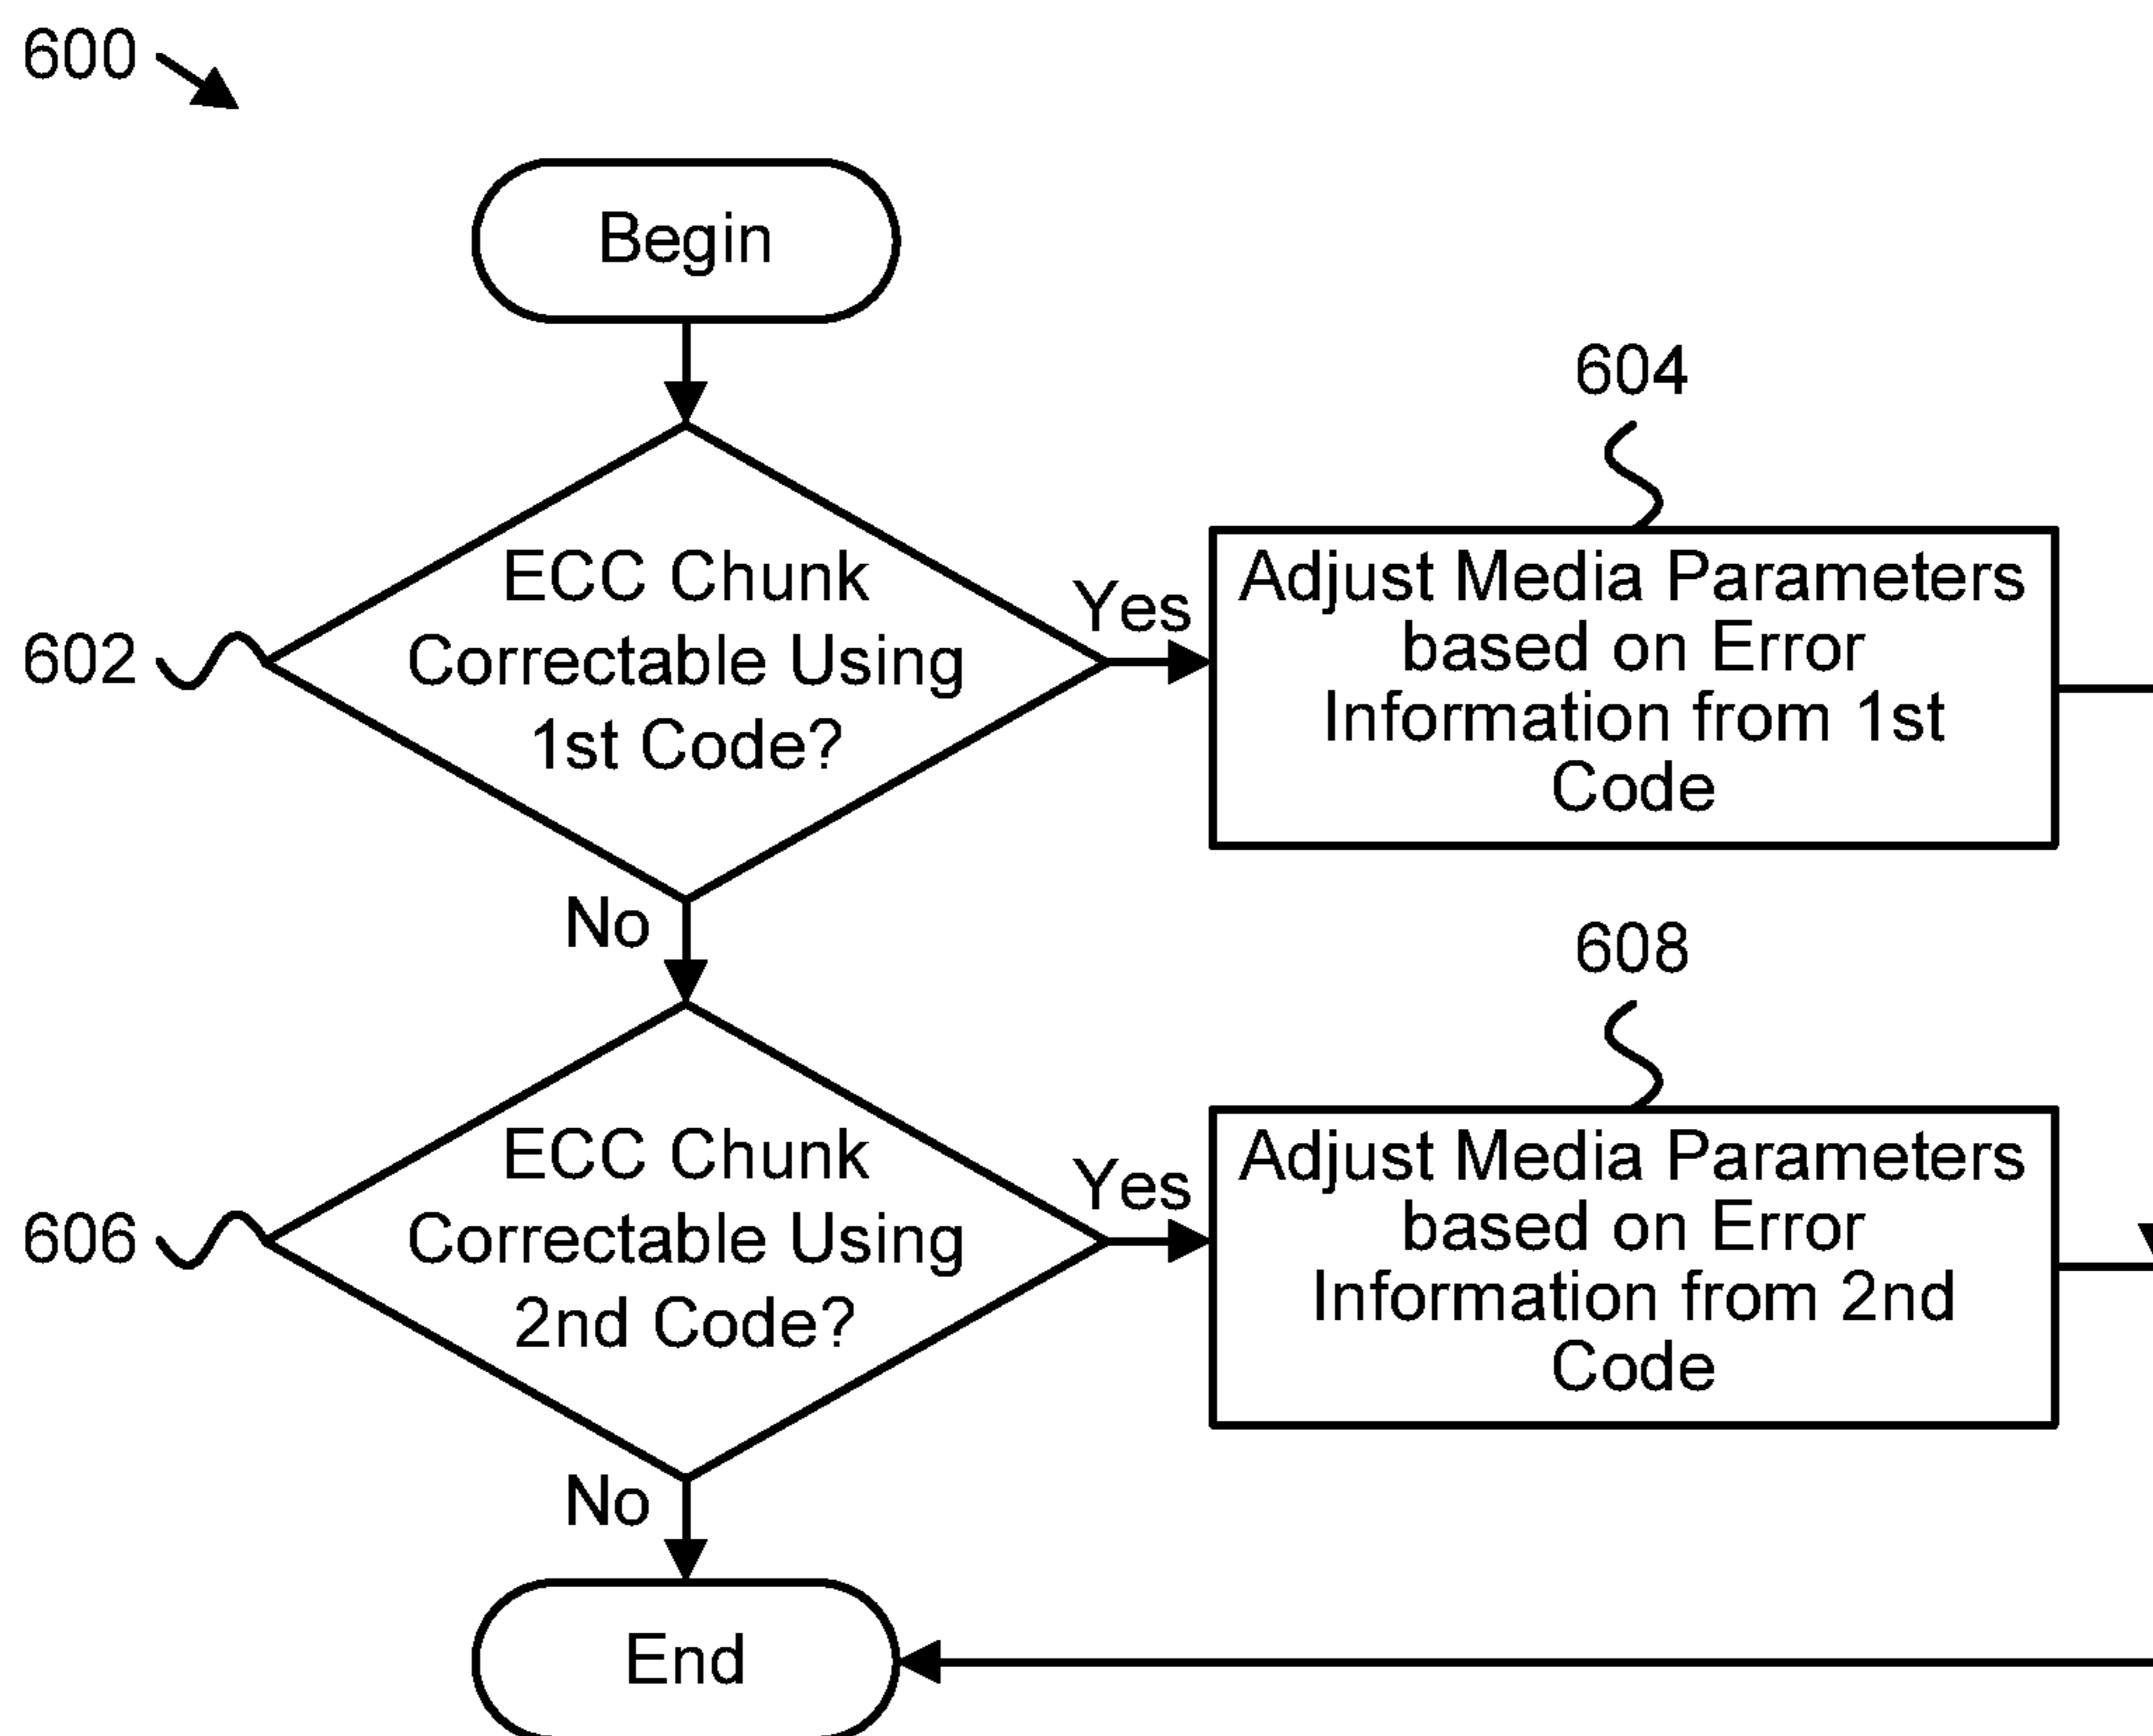 600
Begin
604
602
ECC Chunk
Correctable Using
1st Code?
Yes
Adjust Media Parameters
based on Error
Information from 1st
Code
No
608
606
ECC Chunk
Correctable Using
2nd Code?
Yes
Adjust Media Parameters
based on Error
Information from 2nd
Code
No
End